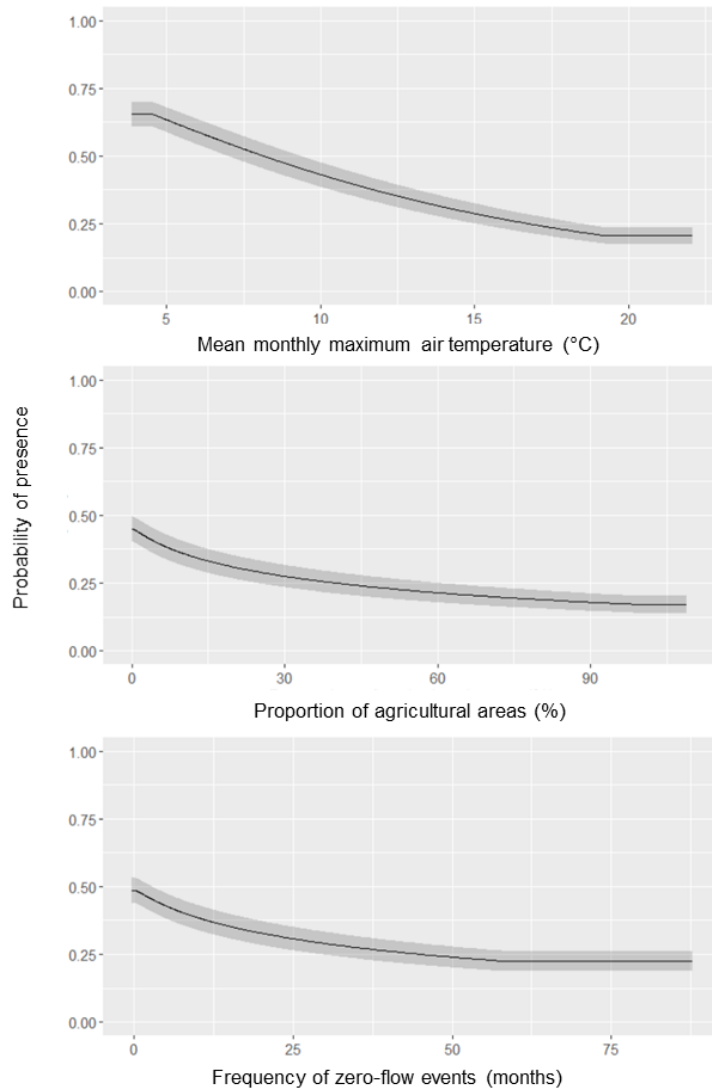 1.00
0.75
0.50
0.25
0.00
5 10 15 20
Mean monthly maximum air temperature (°C)
Probability of presence
1.00
0.75
0.50
0.25
0.00
0 30 60 90
Proportion of agricultural areas (%)
1.00
0.75
0.50
0.25
0.00
0 25 50 75
Frequency of zero-flow events (months)